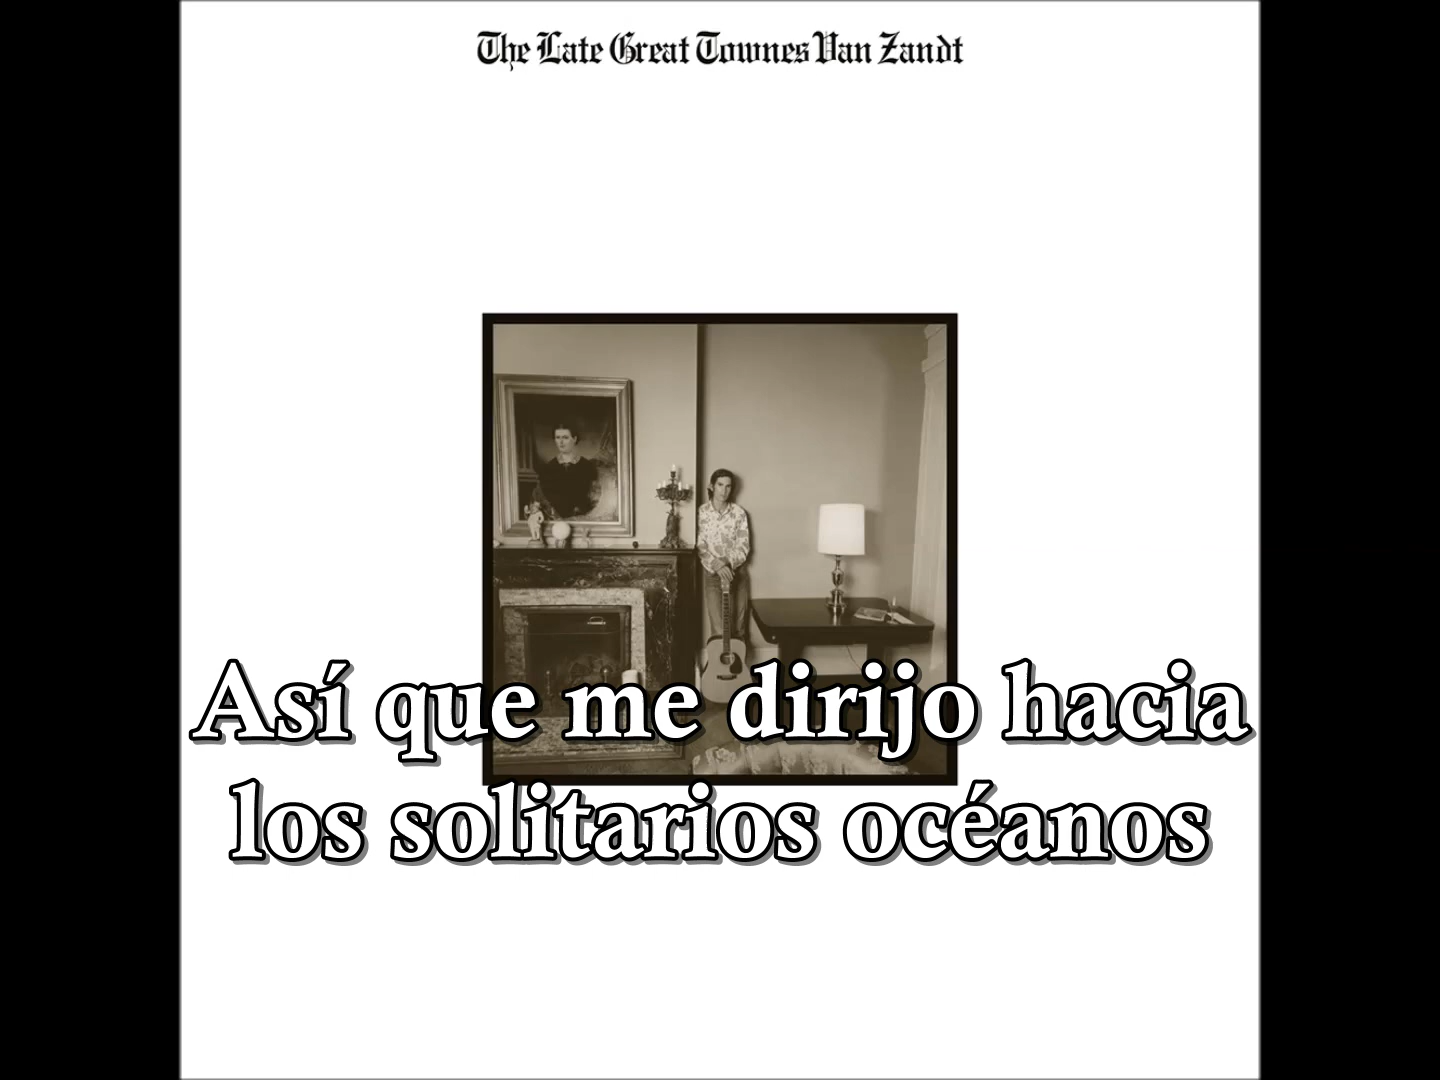 The Late Great Townes Van Zandt
Así que me dirijo hacia
los solitarios océanos